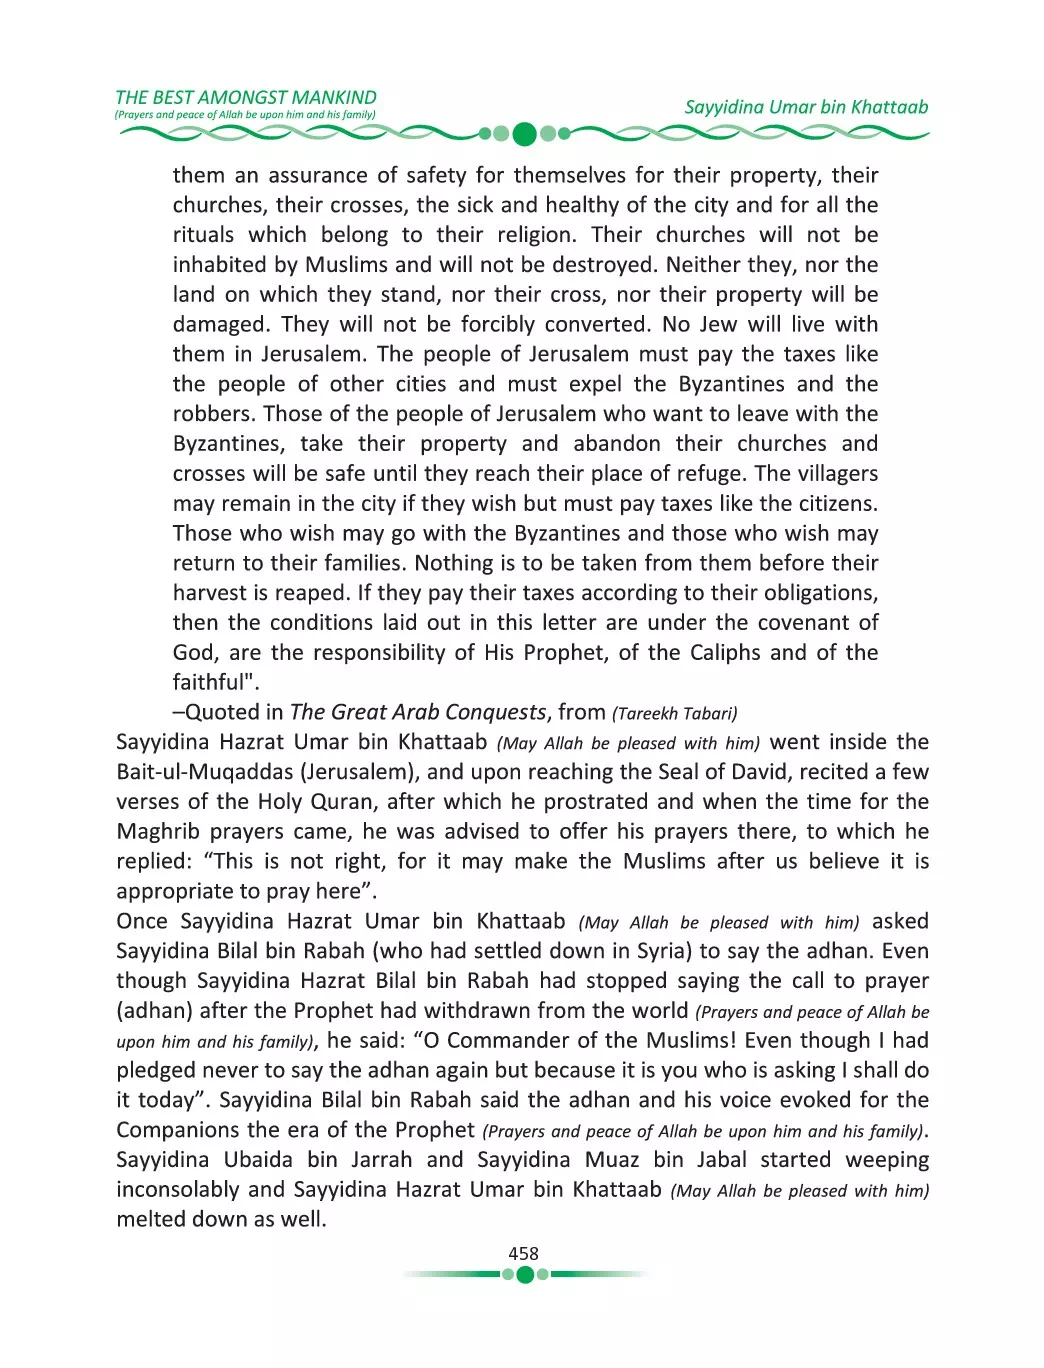 THE BEST AMONGST MANKIND
(Prayers and peace of Allah be upon him and his family)
Sayyidina Umar bin Khattaab
them an assurance of safety for themselves for their property, their
churches, their crosses, the sick and healthy of the city and for all the
rituals which belong to their religion. Their churches will not be
inhabited by Muslims and will not be destroyed. Neither they, nor the
land on which they stand, nor their cross, nor their property will be
damaged. They will not be forcibly converted. No Jew will live with
them in Jerusalem. The people of Jerusalem must pay the taxes like
the people of other cities and must expel the Byzantines and the
robbers. Those of the people of Jerusalem who want to leave with the
Byzantines, take their property and abandon their churches and
crosses will be safe until they reach their place of refuge. The villagers
may remain in the city if they wish but must pay taxes like the citizens.
Those who wish may go with the Byzantines and those who wish may
return to their families. Nothing is to be taken from them before their
harvest is reaped. If they pay their taxes according to their obligations,
then the conditions laid out in this letter are under the covenant of
God, are the responsibility of His Prophet, of the Caliphs and of the
faithful".
–Quoted in The Great Arab Conquests, from (Tareekh Tabari)
Sayyidina Hazrat Umar bin Khattaab (May Allah be pleased with him) went inside the
Bait-ul-Muqaddas (Jerusalem), and upon reaching the Seal of David, recited a few
verses of the Holy Quran, after which he prostrated and when the time for the
Maghrib prayers came, he was advised to offer his prayers there, to which he
replied: “This is not right, for it may make the Muslims after us believe it is
appropriate to pray here”.
Once Sayyidina Hazrat Umar bin Khattaab (May Allah be pleased with him) asked
Sayyidina Bilal bin Rabah (who had settled down in Syria) to say the adhan. Even
though Sayyidina Hazrat Bilal bin Rabah had stopped saying the call to prayer
(adhan) after the Prophet had withdrawn from the world (Prayers and peace of Allah be
upon him and his family), he said: “O Commander of the Muslims! Even though I had
pledged never to say the adhan again but because it is you who is asking I shall do
it today”. Sayyidina Bilal bin Rabah said the adhan and his voice evoked for the
Companions the era of the Prophet (Prayers and peace of Allah be upon him and his family).
Sayyidina Ubaida bin Jarrah and Sayyidina Muaz bin Jabal started weeping
inconsolably and Sayyidina Hazrat Umar bin Khattaab (May Allah be pleased with him)
melted down as well.
458